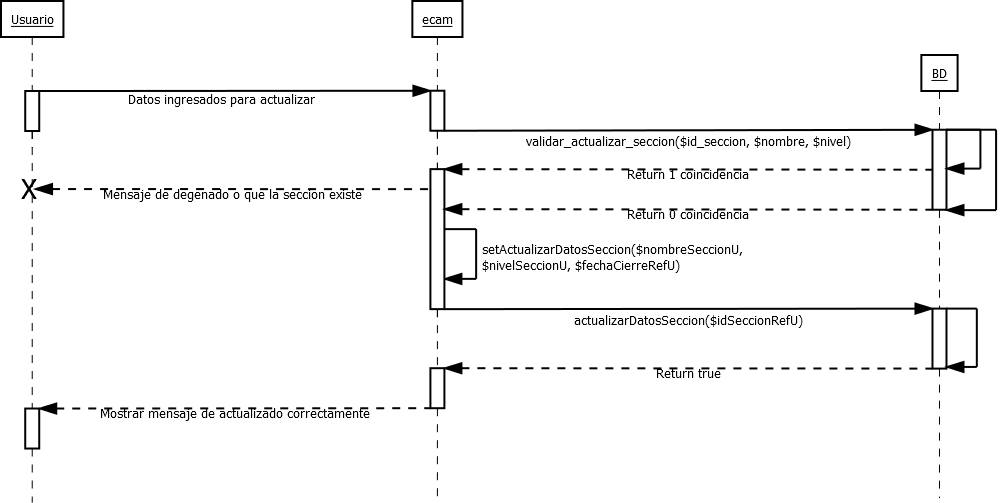 Usuario
ecam
BD
Datos ingresados para actualizar
validar_actualizar_seccion($id_seccion, $nombre, $nivel)
Return 1 coincidencia
Mensaje de degenado o que la seccion existe
Return 0 coincidencia
setActualizarDatosSeccion($nombreSeccionU,
$nivelSeccionU, $fechaCierreRefU)
actualizarDatosSeccion($idSeccionRefU)
Return true
Mostrar mensaje de actualizado correctamente